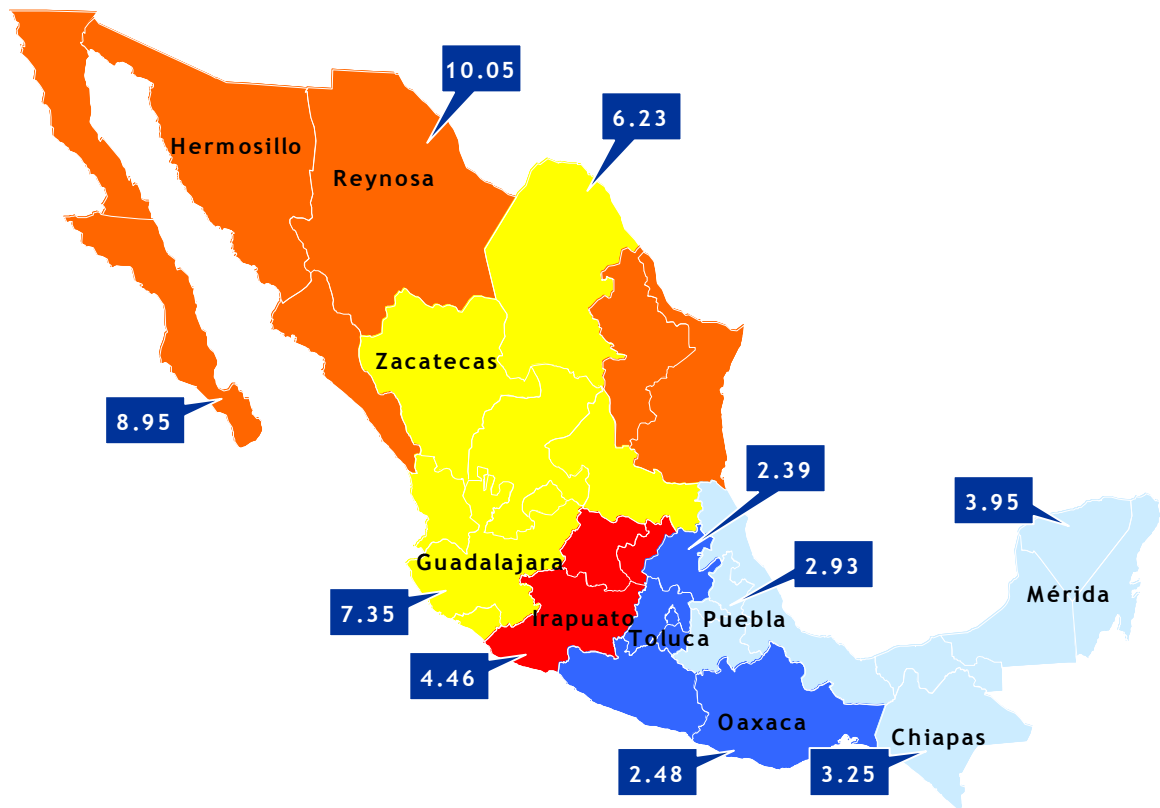 10.05
6.23
Hermosillo
Reynosa
Zacatecas
8.95
2.39
3.95
Guadalajara
2.93
Mérida
7.35
Irapuato
Puebla
Toluca
4.46
Oaxaca
Chiapas
2.48
3.25